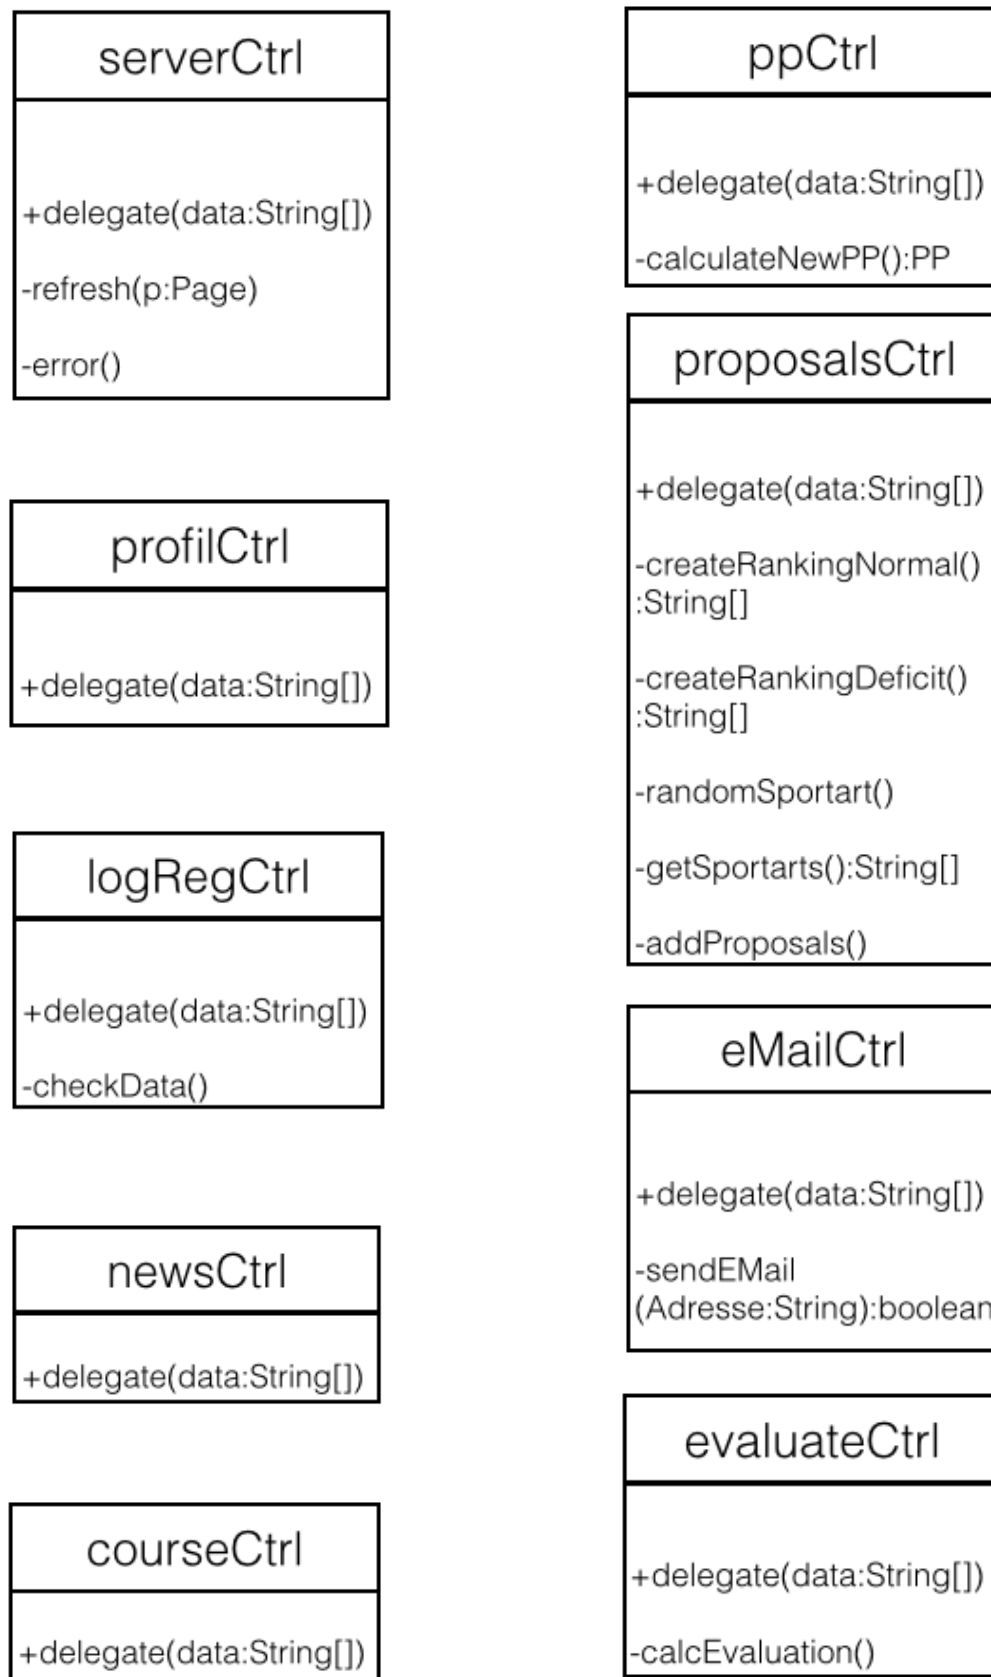 serverCtrl
+delegate(data:String[])
-refresh(p:Page)
-error()
profilCtrl
+delegate(data:String[])
logRegCtrl
+delegate(data:String[])
-checkData()
newsCtrl
+delegate(data:String[])
courseCtrl
+delegate(data:String[])
ppCtrl
+delegate(data:String[])
-calculateNewPP():PP
proposalsCtrl
+delegate(data:String[])
-createRankingNormal()
:String[]
-createRankingDeficit()
:String[]
-randomSportart()
-getSportarts():String[]
-addProposals()
eMailCtrl
+delegate(data:String[])
-sendEMail
(Adresse:String):boolean
evaluateCtrl
+delegate(data:String[])
-calcEvaluation()